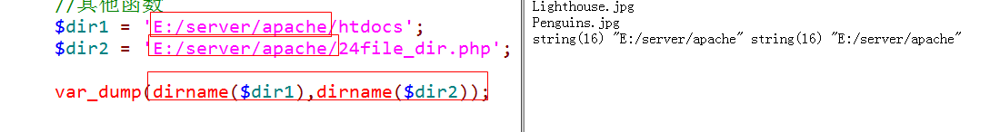 //其他函数
$dir1 = 'E:/server/apache/htdocs';
$dir2 = 'E:/server/apache/24file_dir.php';
var_dump(dirname($dir1),dirname($dir2));
Lighthouse.jpg
Penguins.jpg
string(16) "E:/server/apache" string(16) "E:/server/apache"